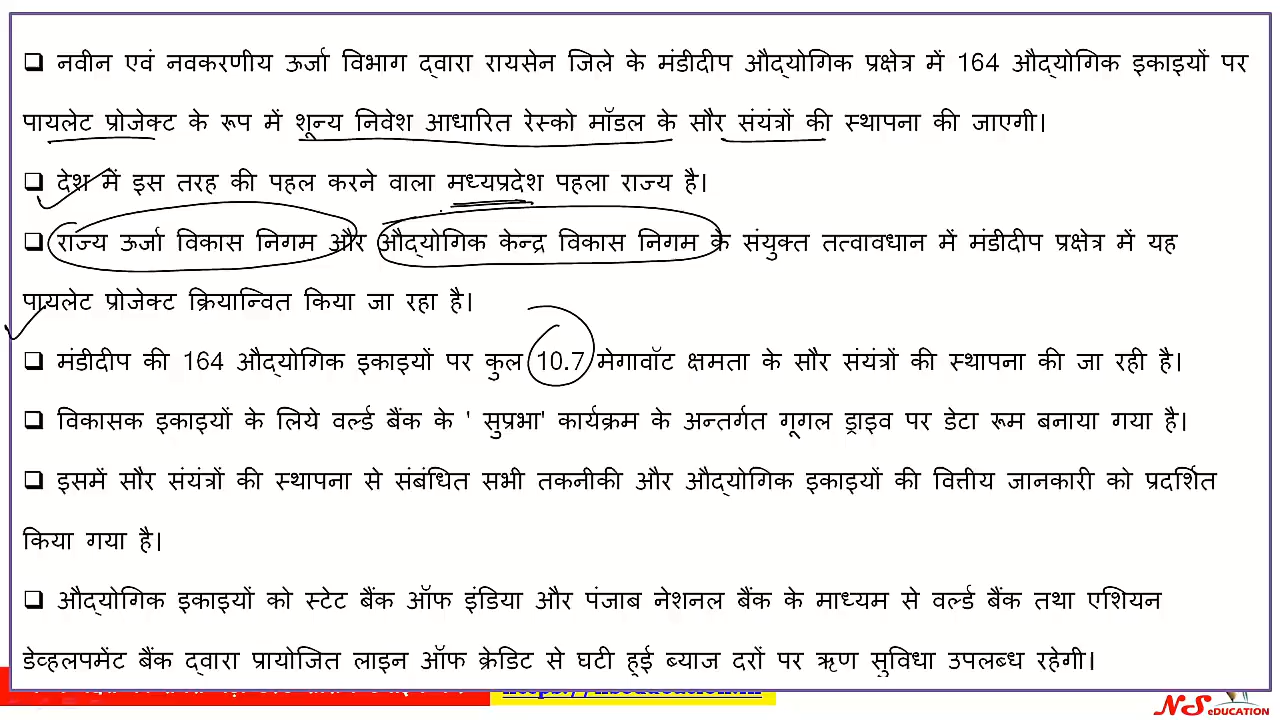 ❑ नवीन एवं नवकरणीय ऊर्जा विभाग द्वारा रायसेन जिले के मंडीदीप औद्योगिक प्रक्षेत्र में 164 औद्योगिक इकाइयों पर
पायलेट प्रोजेक्ट के रूप में शून्य निवेश आधारित रेस्को मॉडल के सौर संयंत्रों की स्थापना की जाएगी।
❑ देश में इस तरह की पहल करने वाला मध्यप्रदेश पहला राज्य है।
❑ राज्य ऊर्जा विकास निगम और औद्योगिक केन्द्र विकास निगम के संयुक्त तत्वावधान में मंडीदीप प्रक्षेत्र में यह
पायलेट प्रोजेक्ट क्रियान्वित किया जा रहा है।
❑ मंडीदीप की 164 औद्योगिक इकाइयों पर कुल 10.7 मेगावॉट क्षमता के सौर संयंत्रों की स्थापना की जा रही है।
❑ विकासक इकाइयों के लिये वर्ल्ड बैंक के ' सुप्रभा' कार्यक्रम के अन्तर्गत गूगल ड्राइव पर डेटा रूम बनाया गया है।
❑ इसमें सौर संयंत्रों की स्थापना से संबंधित सभी तकनीकी और औद्योगिक इकाइयों की वित्तीय जानकारी को प्रदर्शित
किया गया है।
❑ औद्योगिक इकाइयों को स्टेट बैंक ऑफ इंडिया और पंजाब नेशनल बैंक के माध्यम से वर्ल्ड बैंक तथा एशियन
डेव्हलपमेंट बैंक द्वारा प्रायोजित लाइन ऑफ क्रेडिट से घटी हुई ब्याज दरों पर ऋण सुविधा उपलब्ध रहेगी।
NS eDUCATION